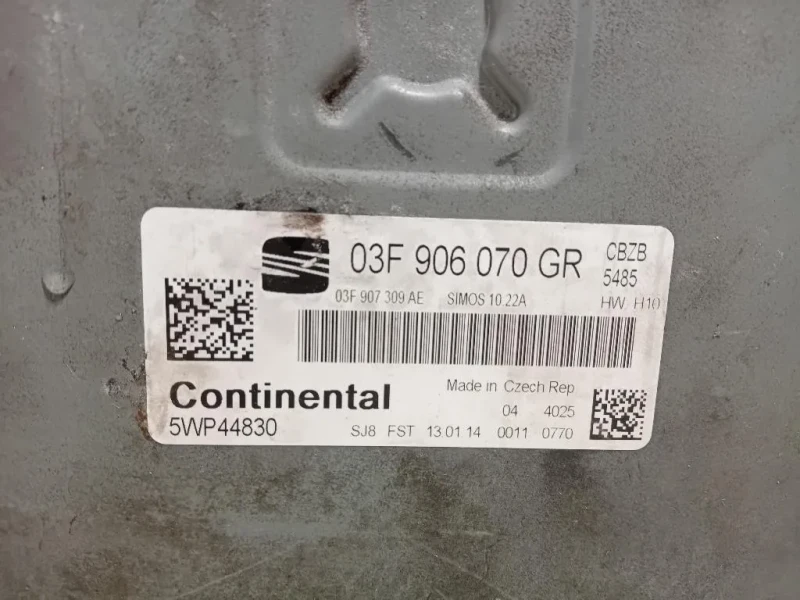 03F 906 070 GR
CBZB
5485
03F 907 309 AE SIMOS 10.22A HW H10
Continental
Made in Czech Rep
5WP44830
04 4025
SJ8 FST 13.01.14 0011 0770